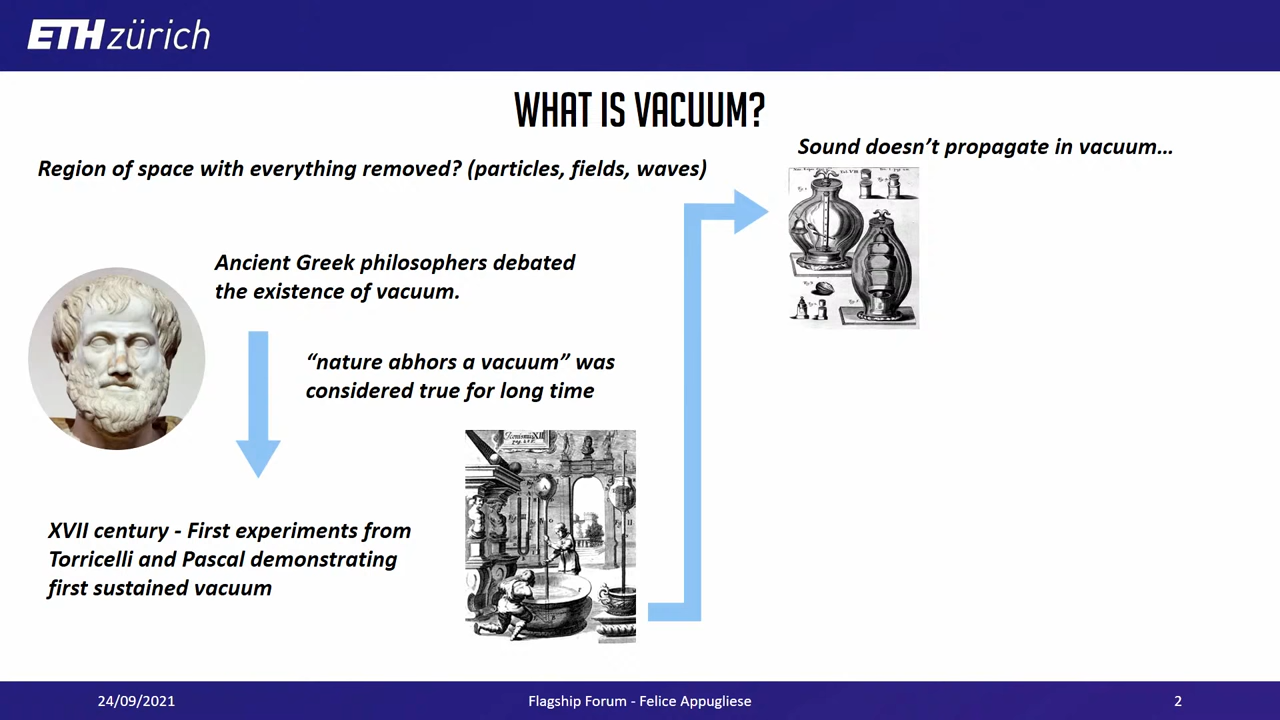 ETH zürich
WHAT IS VACUUM?
Sound doesn’t propagate in vacuum…
Region of space with everything removed? (particles, fields, waves)
Ancient Greek philosophers debated
the existence of vacuum.
“nature abhors a vacuum” was
considered true for long time
XVII century - First experiments from
Torricelli and Pascal demonstrating
first sustained vacuum
24/09/2021
Flagship Forum - Felice Appugliese
2